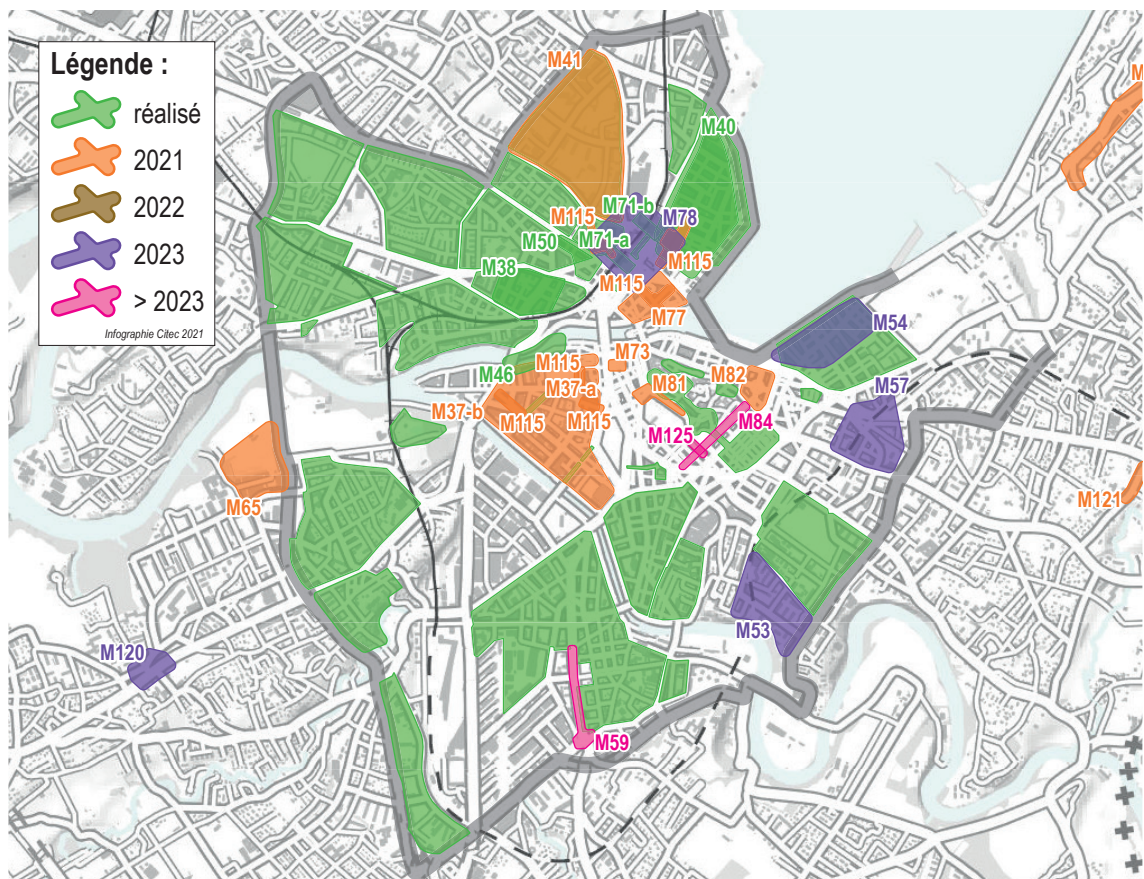 Légende :
réalisé
2021
2022
2023
> 2023
Infographie Citec 2021
M41
M
M40
M71-b
M115
M78
M50
M71-a
M115
M38
M115
M77
M54
M73
M115
M46
M81
M82
M37-a
M57
M37-b
M115
M115
M84
M125
M65
M121
M53
M120
M59